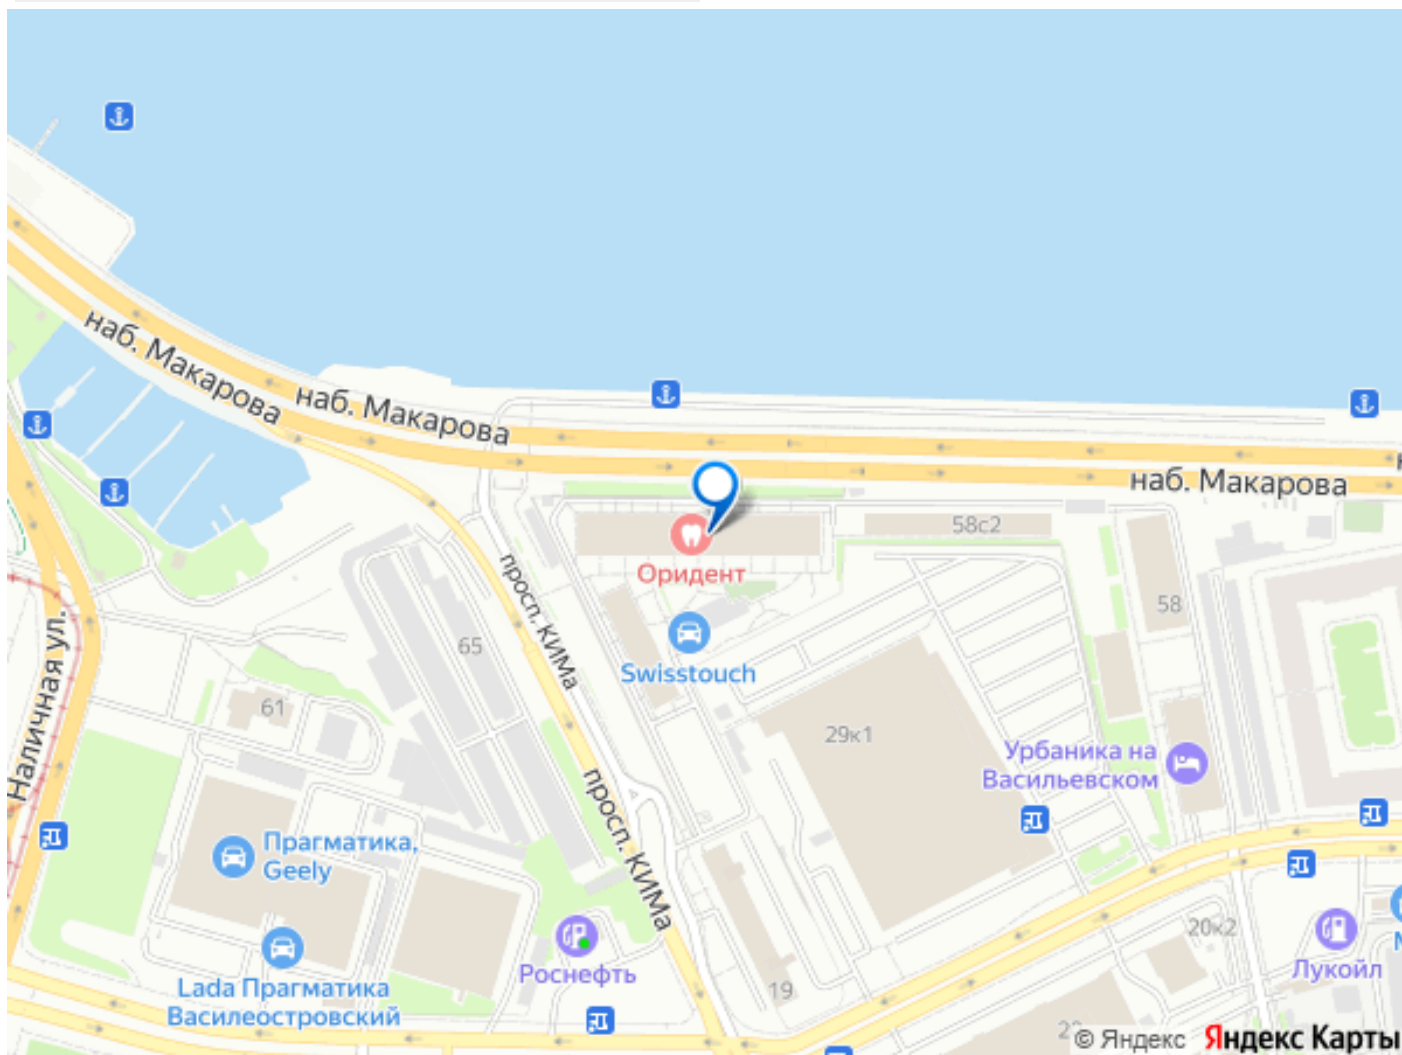 наб. Макарова
наб. Макарова
наб. Макарова
58с2
Оридент
просп. КИМа
58
65
Swisstouch
Наличная ул.
61
29к1
Урбаника на
Васильевском
просп. КИМа
Прагматика,
Geely
20к2
Роснефть
Лукойл
Lada Прагматика
Василеостровский
19
© Яндекс Яндекс Карты